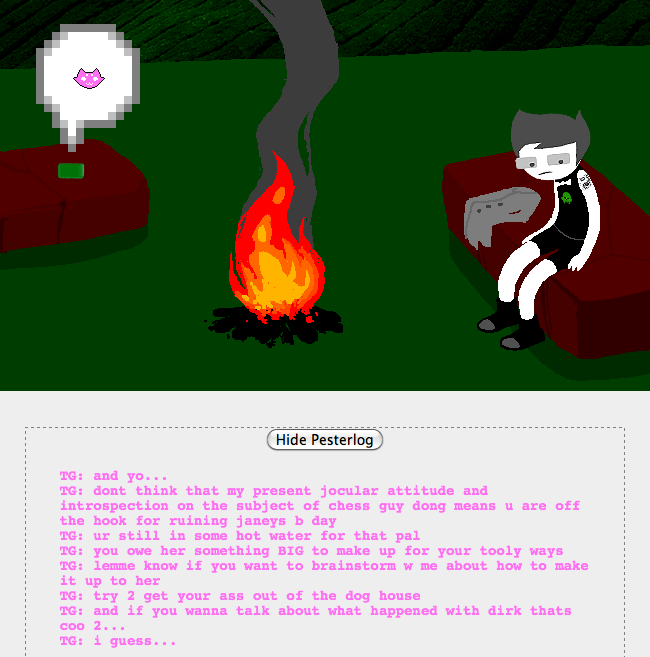 Hide Pesterlog
TG: and yo...
TG: dont think that my present jocular attitude and
introspection on the subject of chess guy dong means u are off
the hook for ruining janeys b day
TG: ur still in some hot water for that pal
TG: you owe her something BIG to make up for your tooly ways
TG: lemme know if you want to brainstorm w me about how to make
it up to her
TG: try 2 get your ass out of the dog house
TG: and if you wanna talk about what happened with dirk thats
coo 2...
TG: i guess...